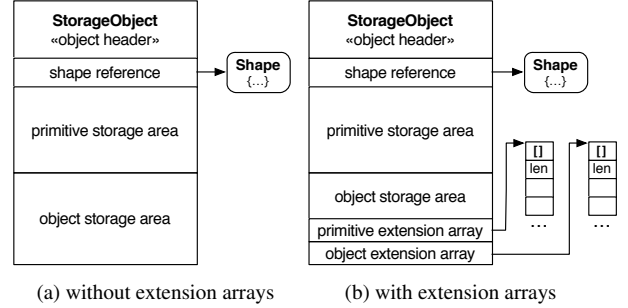 StorageObject
«object header»
shape reference
Shape
{...}
primitive storage area
object storage area
(a) without extension arrays
StorageObject
«object header»
shape reference
Shape
{...}
primitive storage area
object storage area
primitive extension array
object extension array
[]
len
...
[]
len
...
(b) with extension arrays